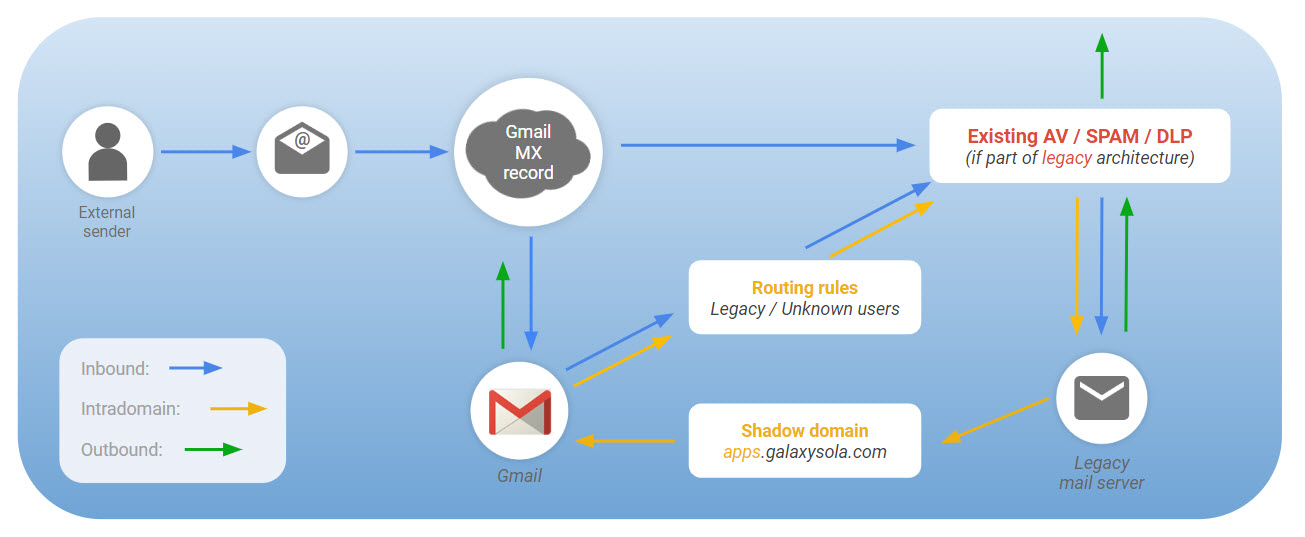 External
sender
@
Gmail
MX
record
Existing AV / SPAM / DLP
(if part of legacy architecture)
Routing rules
Legacy / Unknown users
Inbound:
Intradomain:
Outbound:
Gmail
Shadow domain
apps.galaxysola.com
Legacy
mail server